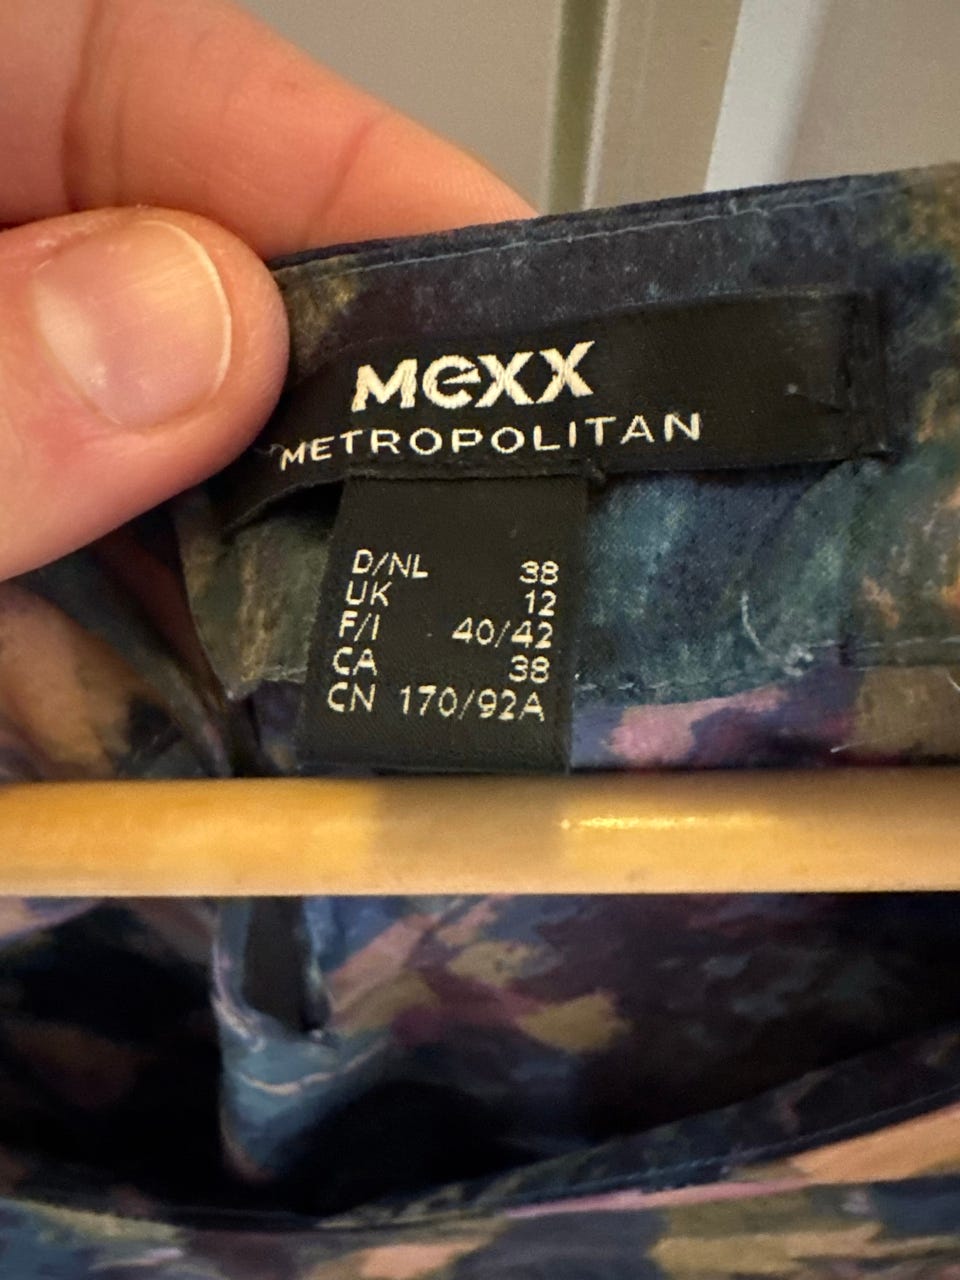 Mexx
METROPOLITAN
D/NL 38
UK 12
F/I 40/42
CA 38
CN 170/92A